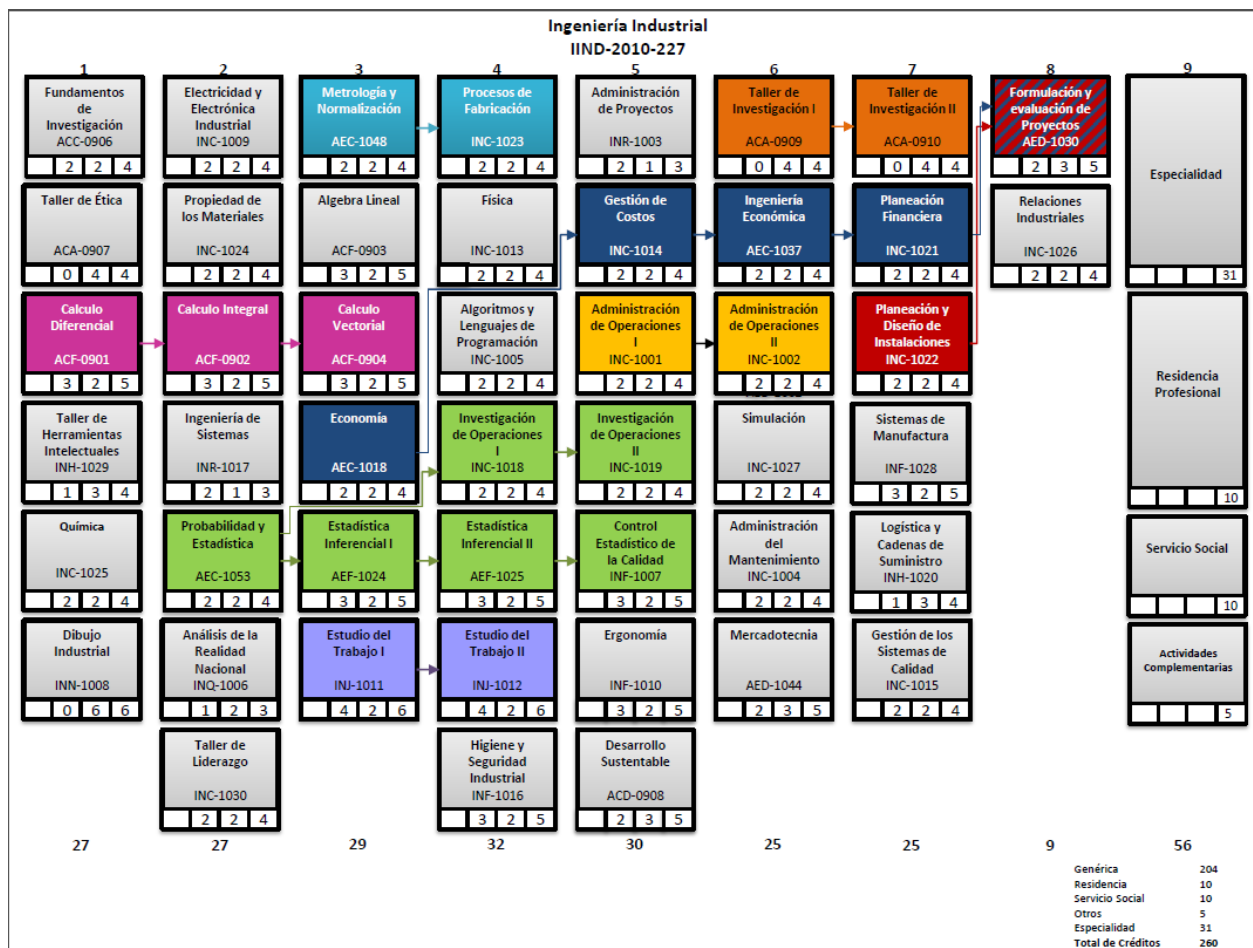 Ingeniería Industrial
IIND-2010-227
1
Fundamentos
de
Investigación
ACC-0906
2 2 4
Taller de Ética
ACA-0907
0 4 4
Calculo
Diferencial
ACF-0901
3 2 5
Taller de
Herramientas
Intelectuales
INH-1029
1 3 4
Química
INC-1025
2 2 4
Dibujo
Industrial
INN-1008
0 6 6
27
2
Electricidad y
Electrónica
Industrial
INC-1009
2 2 4
Propiedad de
los Materiales
INC-1024
2 2 4
Calculo Integral
ACF-0902
3 2 5
Ingeniería de
Sistemas
INR-1017
2 1 3
Probabilidad y
Estadística
AEC-1053
2 2 4
Análisis de la
Realidad
Nacional
INQ-1006
1 2 3
Taller de
Liderazgo
INC-1030
2 2 4
27
3
Metrologia y
Normalización
AEC-1048
2 2 4
Algebra Lineal
ACF-0903
3 2 5
Calculo
Vectorial
ACF-0904
3 2 5
Economía
AEC-1018
2 2 4
Estadística
Inferencial I
AEF-1024
3 2 5
Estudio del
Trabajo I
INJ-1011
4 2 6
29
4
Procesos de
Fabricación
INC-1023
2 2 4
Física
INC-1013
2 2 4
Algoritmos y
Lenguajes de
Programación
INC-1005
2 2 4
Investigación
de Operaciones
I
INC-1018
2 2 4
Estadística
Inferencial II
AEF-1025
3 2 5
Estudio del
Trabajo II
INJ-1012
4 2 6
Higiene y
Seguridad
Industrial
INF-1016
3 2 5
32
5
Administración
de Proyectos
INR-1003
2 1 3
Gestión de
Costos
INC-1014
2 2 4
Administración
de Operaciones
I
INC-1001
2 2 4
Investigación
de Operaciones
II
INC-1019
2 2 4
Control
Estadístico de
la Calidad
INF-1007
3 2 5
Ergonomía
INF-1010
3 2 5
Desarrollo
Sustentable
ACD-0908
2 3 5
30
6
Taller de
Investigación I
ACA-0909
0 4 4
Ingeniería
Económica
AEC-1037
2 2 4
Administración
de Operaciones
II
INC-1002
2 2 4
Simulación
INC-1027
2 2 4
Administración
del
Mantenimiento
INC-1004
2 2 4
Mercadotecnia
AED-1044
2 3 5
25
7
Taller de
Investigación II
ACA-0910
0 4 4
Planeación
Financiera
INC-1021
2 2 4
Planeación y
Diseño de
Instalaciones
INC-1022
2 2 4
Sistemas de
Manufactura
INF-1028
3 2 5
Logística y
Cadenas de
Suministro
INH-1020
1 3 4
Gestión de los
Sistemas de
Calidad
INC-1015
2 2 4
25
8
Formulación y
evaluación de
Proyectos
AED-1030
2 3 5
Relaciones
Industriales
INC-1026
2 2 4
9
9
Especialidad
31
Residencia
Profesional
10
Servicio Social
10
Actividades
Complementarias
5
56
Genérica 204
Residencia 10
Servicio Social 10
Otros 5
Especialidad 31
Total de Créditos 260